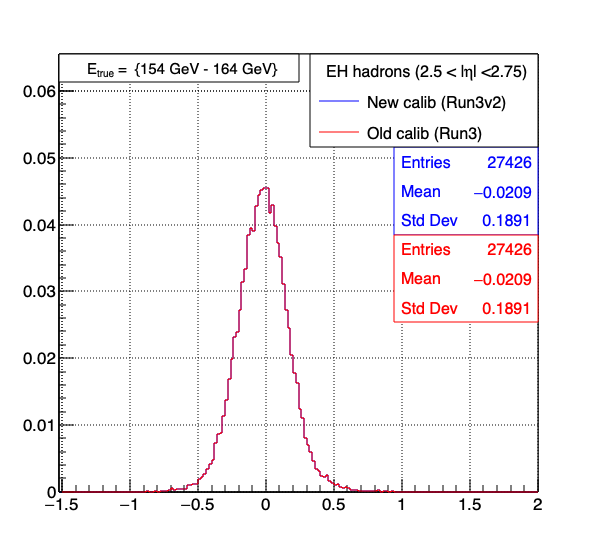 E_true = {154 GeV - 164 GeV}
EH hadrons (2.5 < |η| <2.75)
New calib (Run3v2)
Old calib (Run3)
Entries 27426
Mean −0.0209
Std Dev 0.1891
Entries 27426
Mean −0.0209
Std Dev 0.1891
0.06
0.05
0.04
0.03
0.02
0.01
0
−1.5 −1 −0.5 0 0.5 1 1.5 2